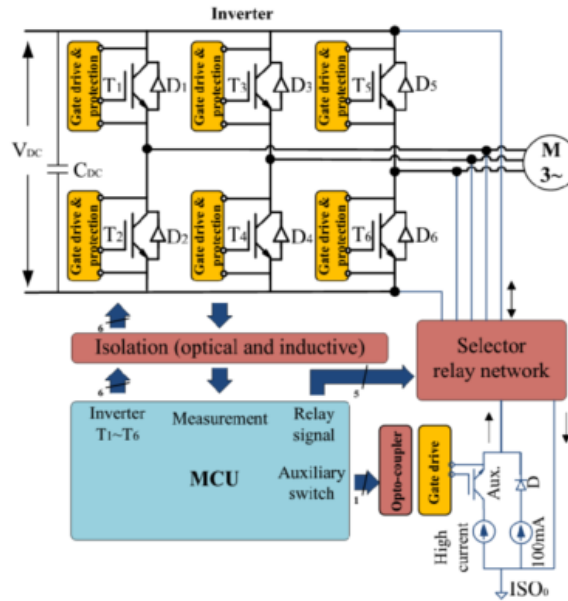 Inverter
Gate drive &
protection
T1
D1
Gate drive &
protection
T3
D3
Gate drive &
protection
T5
D5
VDC
CDC
M
3~
Gate drive &
protection
T2
D2
Gate drive &
protection
T4
D4
Gate drive &
protection
T6
D6
6
Isolation (optical and inductive)
Selector
relay network
6
5
Inverter
T1~T6
Measurement
Relay
signal
MCU
Auxiliary
switch
1
Opto-coupler
Gate drive
Aux.
D
High
current
100mA
ISO0